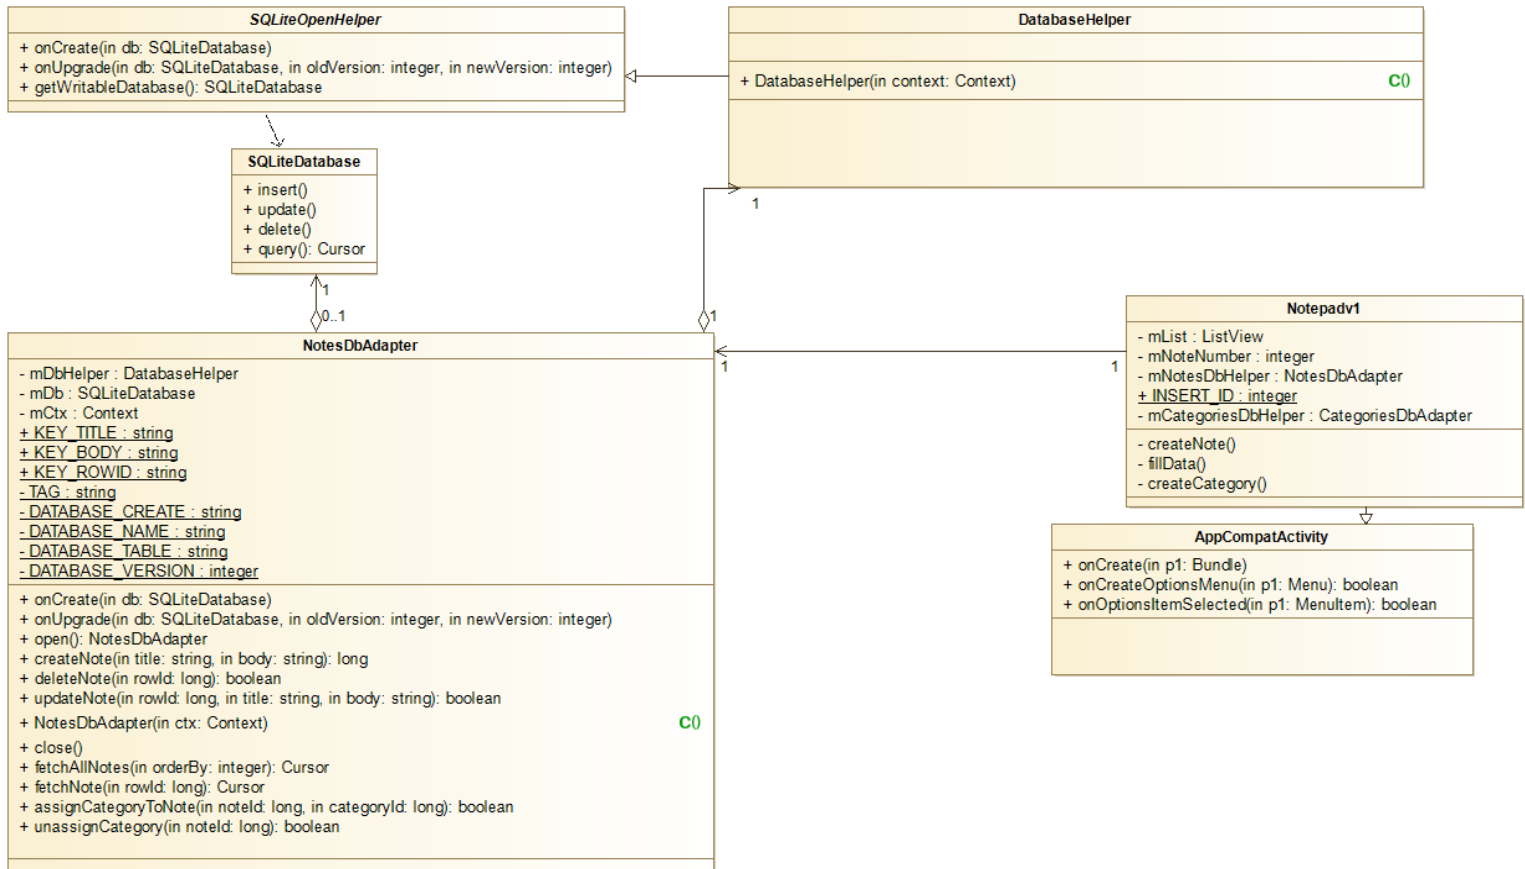 SQLiteOpenHelper
+ onCreate(in db: SQLiteDatabase)
+ onUpgrade(in db: SQLiteDatabase, in oldVersion: integer, in newVersion: integer)
+ getWritableDatabase(): SQLiteDatabase
DatabaseHelper
+ DatabaseHelper(in context: Context) C()
SQLiteDatabase
+ insert()
+ update()
+ delete()
+ query(): Cursor
1
0..1
1
1
NotesDbAdapter
- mDbHelper : DatabaseHelper
- mDb : SQLiteDatabase
- mCtx : Context
+ KEY_TITLE : string
+ KEY_BODY : string
+ KEY_ROWID : string
- TAG : string
- DATABASE_CREATE : string
- DATABASE_NAME : string
- DATABASE_TABLE : string
- DATABASE_VERSION : integer
+ onCreate(in db: SQLiteDatabase)
+ onUpgrade(in db: SQLiteDatabase, in oldVersion: integer, in newVersion: integer)
+ open(): NotesDbAdapter
+ createNote(in title: string, in body: string): long
+ deleteNote(in rowId: long): boolean
+ updateNote(in rowId: long, in title: string, in body: string): boolean
+ NotesDbAdapter(in ctx: Context) C()
+ close()
+ fetchAllNotes(in orderBy: integer): Cursor
+ fetchNote(in rowId: long): Cursor
+ assignCategoryToNote(in noteId: long, in categoryId: long): boolean
+ unassignCategory(in noteId: long): boolean
1
1
Notepadv1
- mList : ListView
- mNoteNumber : integer
- mNotesDbHelper : NotesDbAdapter
+ INSERT_ID : integer
- mCategoriesDbHelper : CategoriesDbAdapter
- createNote()
- fillData()
- createCategory()
AppCompatActivity
+ onCreate(in p1: Bundle)
+ onCreateOptionsMenu(in p1: Menu): boolean
+ onOptionsItemSelected(in p1: MenuItem): boolean